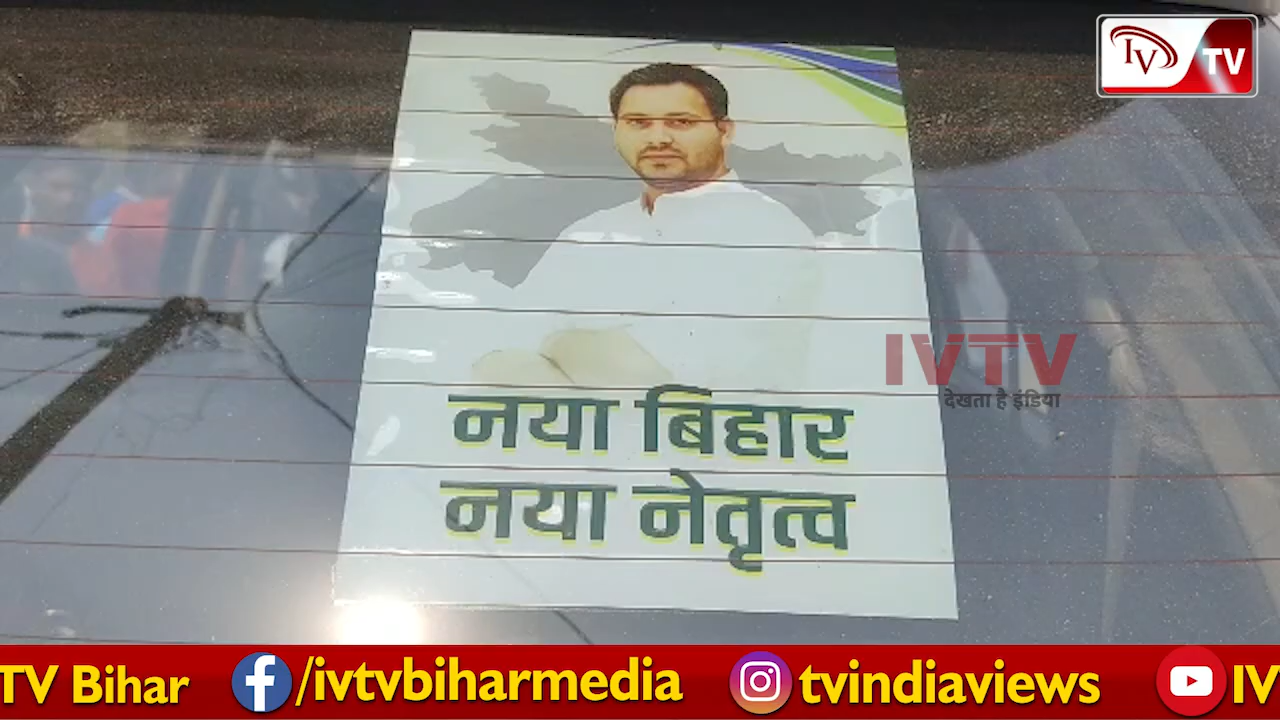 IV TV
IVTV
देखता है इंडिया
नया बिहार
नया नेतृत्व
TV Bihar /ivtvbiharmedia tvindiaviews IV